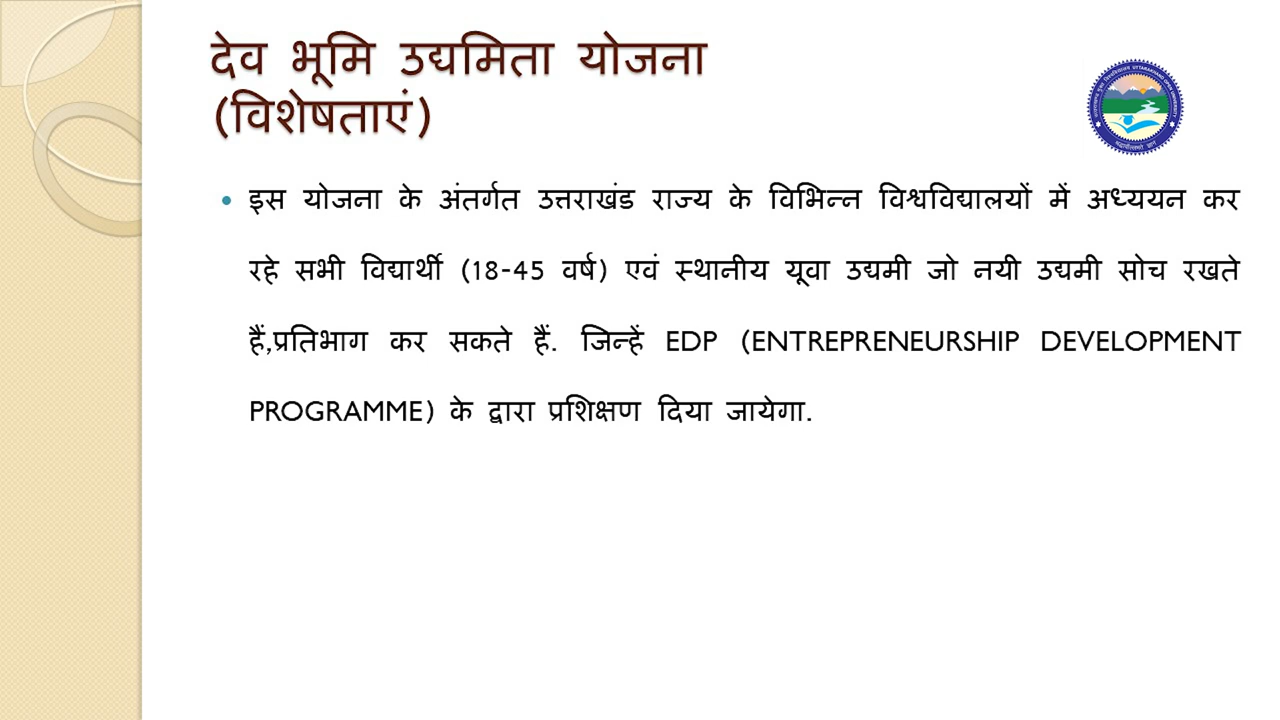 देव भूमि उद्यमिता योजना
(विशेषताएं)
इस योजना के अंतर्गत उत्तराखंड राज्य के विभिन्न विश्वविद्यालयों में अध्ययन कर
रहे सभी विद्यार्थी (18-45 वर्ष) एवं स्थानीय यूवा उद्यमी जो नयी उद्यमी सोच रखते
हैं,प्रतिभाग कर सकते हैं. जिन्हें EDP (ENTREPRENEURSHIP DEVELOPMENT
PROGRAMME) के द्वारा प्रशिक्षण दिया जायेगा.